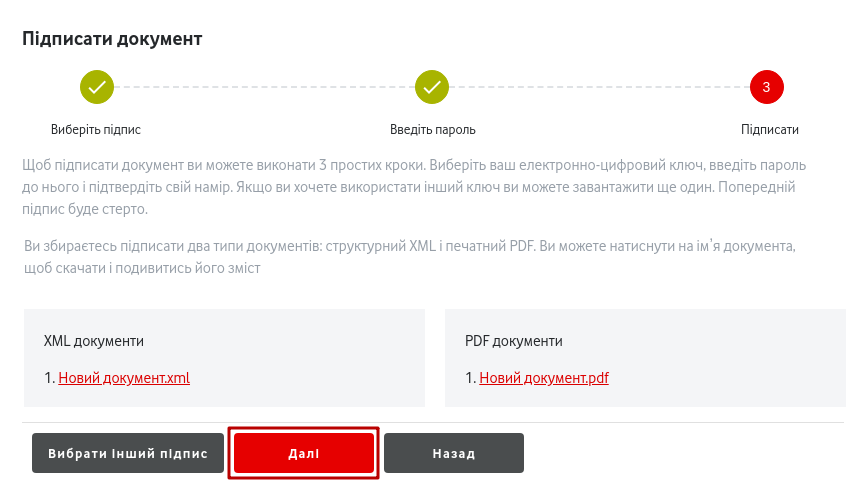 Підписати документ
3
Виберіть підпис
Введіть пароль
Підписати
Щоб підписати документ ви можете виконати 3 простих кроки. Виберіть ваш електронно-цифровий ключ, введіть пароль
до нього і підтвердіть свій намір. Якщо ви хочете використати інший ключ ви можете завантажити ще один. Попередній
підпис буде стерто.
Ви збираєтесь підписати два типи документів: структурний XML і печатний PDF. Ви можете натиснути на ім’я документа,
щоб скачати і подивитись його зміст
XML документи
1. Новий документ.xml
PDF документи
1. Новий документ.pdf
Вибрати інший підпис
Далі
Назад